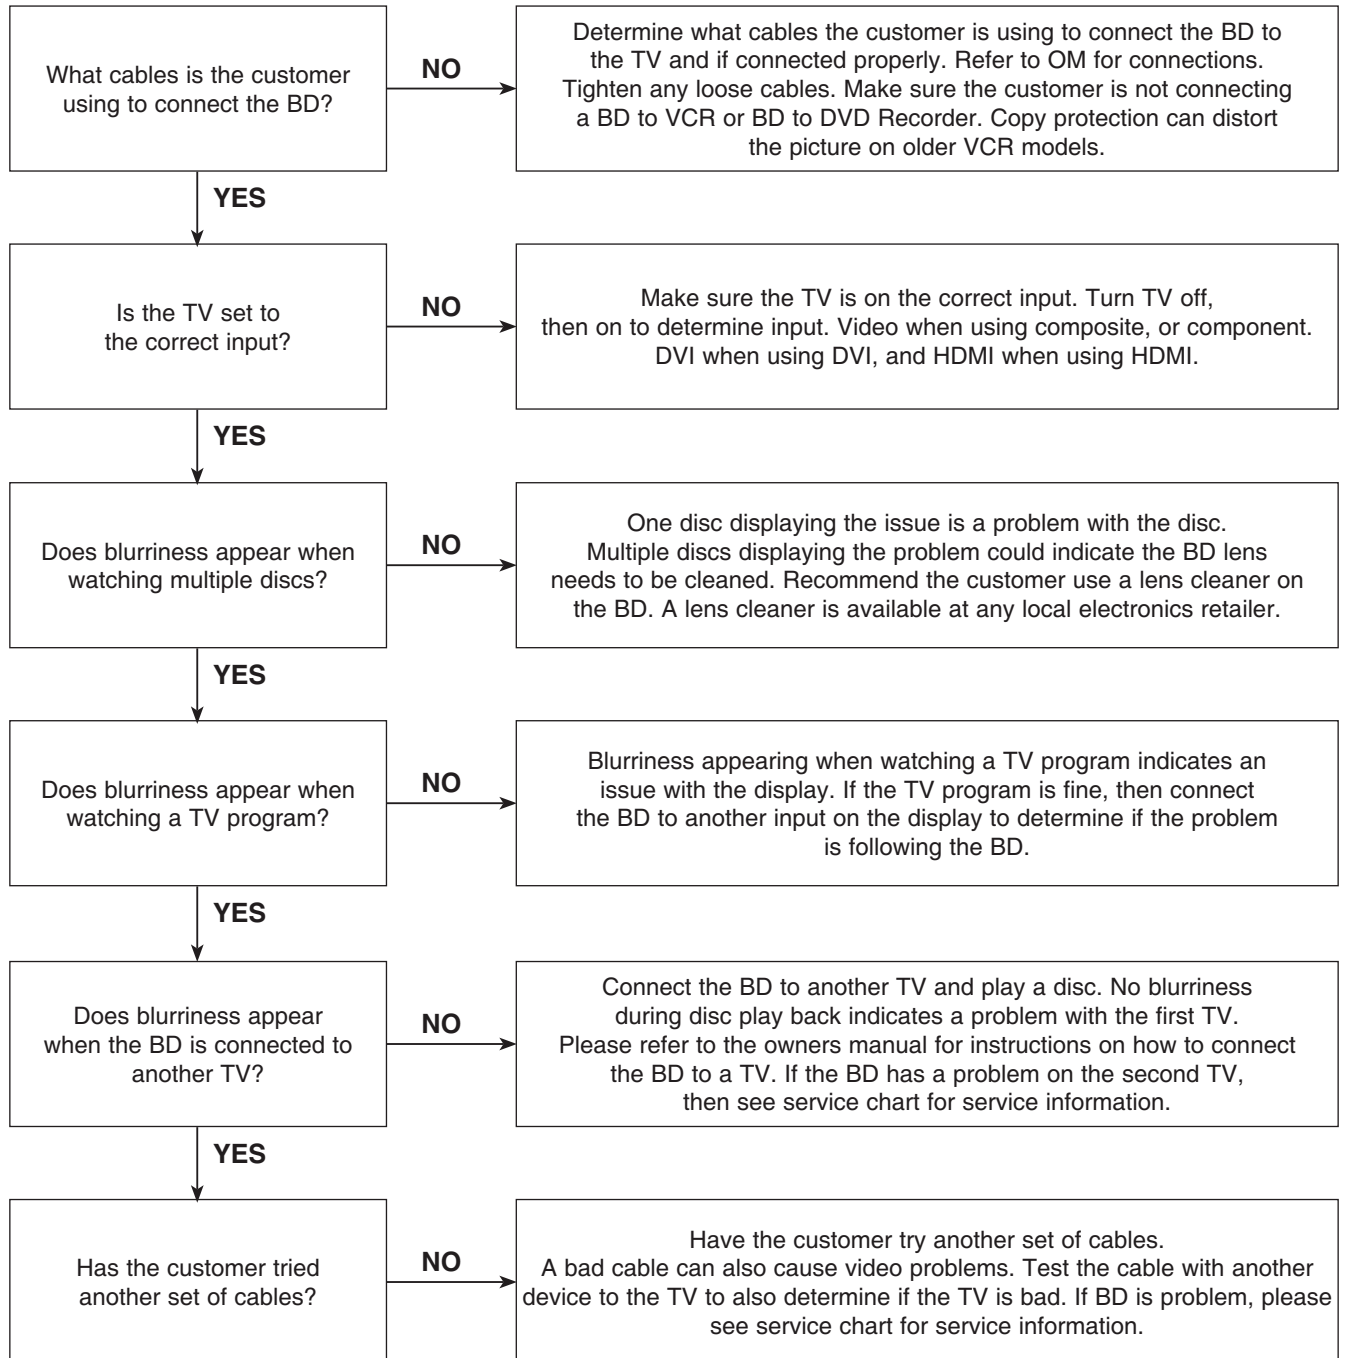 What cables is the customer
using to connect the BD?
NO
Determine what cables the customer is using to connect the BD to
the TV and if connected properly. Refer to OM for connections.
Tighten any loose cables. Make sure the customer is not connecting
a BD to VCR or BD to DVD Recorder. Copy protection can distort
the picture on older VCR models.
YES
Is the TV set to
the correct input?
NO
Make sure the TV is on the correct input. Turn TV off,
then on to determine input. Video when using composite, or component.
DVI when using DVI, and HDMI when using HDMI.
YES
Does blurriness appear when
watching multiple discs?
NO
One disc displaying the issue is a problem with the disc.
Multiple discs displaying the problem could indicate the BD lens
needs to be cleaned. Recommend the customer use a lens cleaner on
the BD. A lens cleaner is available at any local electronics retailer.
YES
Does blurriness appear when
watching a TV program?
NO
Blurriness appearing when watching a TV program indicates an
issue with the display. If the TV program is fine, then connect
the BD to another input on the display to determine if the problem
is following the BD.
YES
Does blurriness appear
when the BD is connected to
another TV?
NO
Connect the BD to another TV and play a disc. No blurriness
during disc play back indicates a problem with the first TV.
Please refer to the owners manual for instructions on how to connect
the BD to a TV. If the BD has a problem on the second TV,
then see service chart for service information.
YES
Has the customer tried
another set of cables?
NO
Have the customer try another set of cables.
A bad cable can also cause video problems. Test the cable with another
device to the TV to also determine if the TV is bad. If BD is problem, please
see service chart for service information.